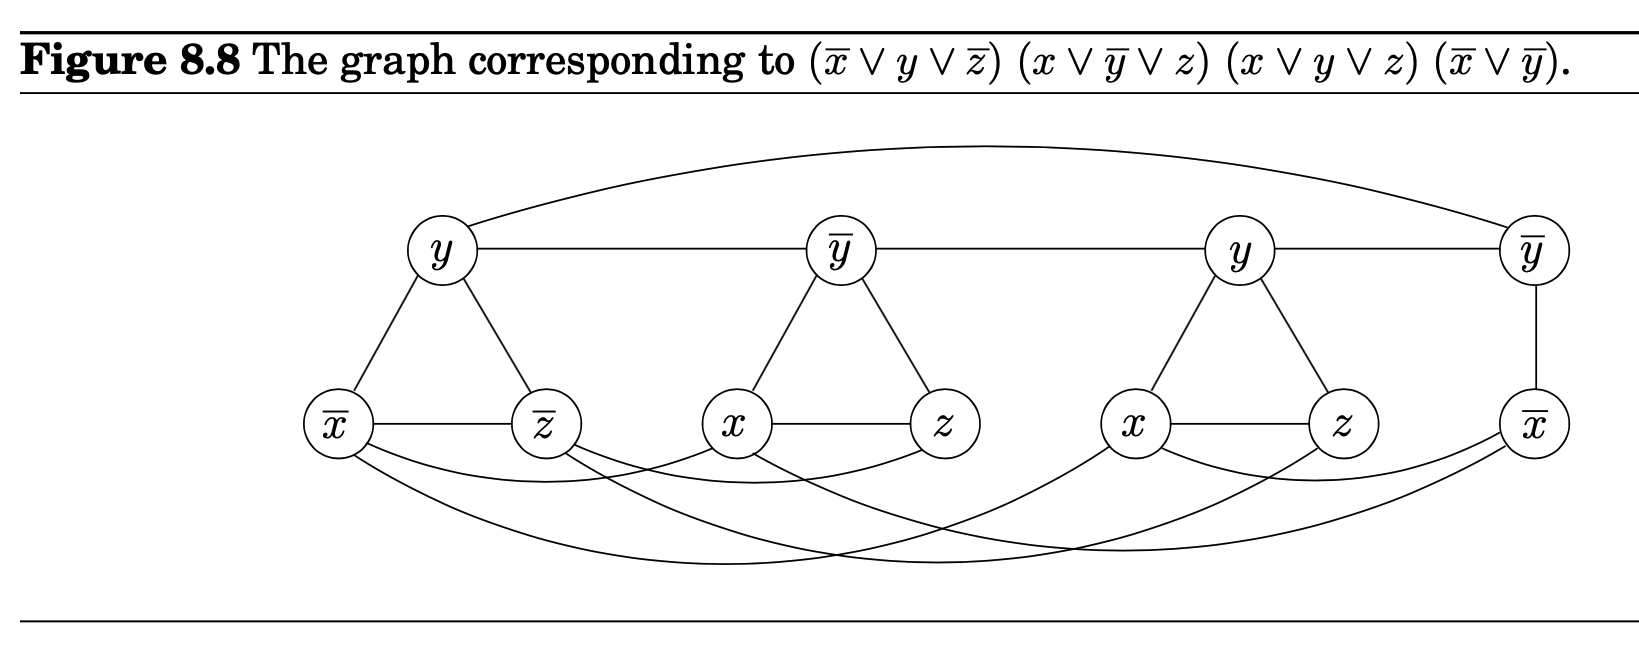 Figure 8.8 The graph corresponding to (x̅ ∨ y ∨ z̅) (x ∨ y̅ ∨ z) (x ∨ y ∨ z) (x̅ ∨ y̅).
y y̅ y y̅
x̅ z̅ x z x z x̅